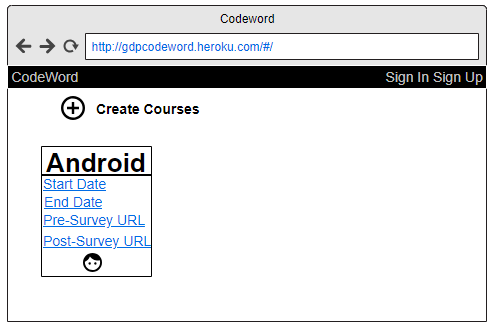 Codeword
http://gdpcodeword.heroku.com/#/
CodeWord Sign In Sign Up
Create Courses
Android
Start Date
End Date
Pre-Survey URL
Post-Survey URL